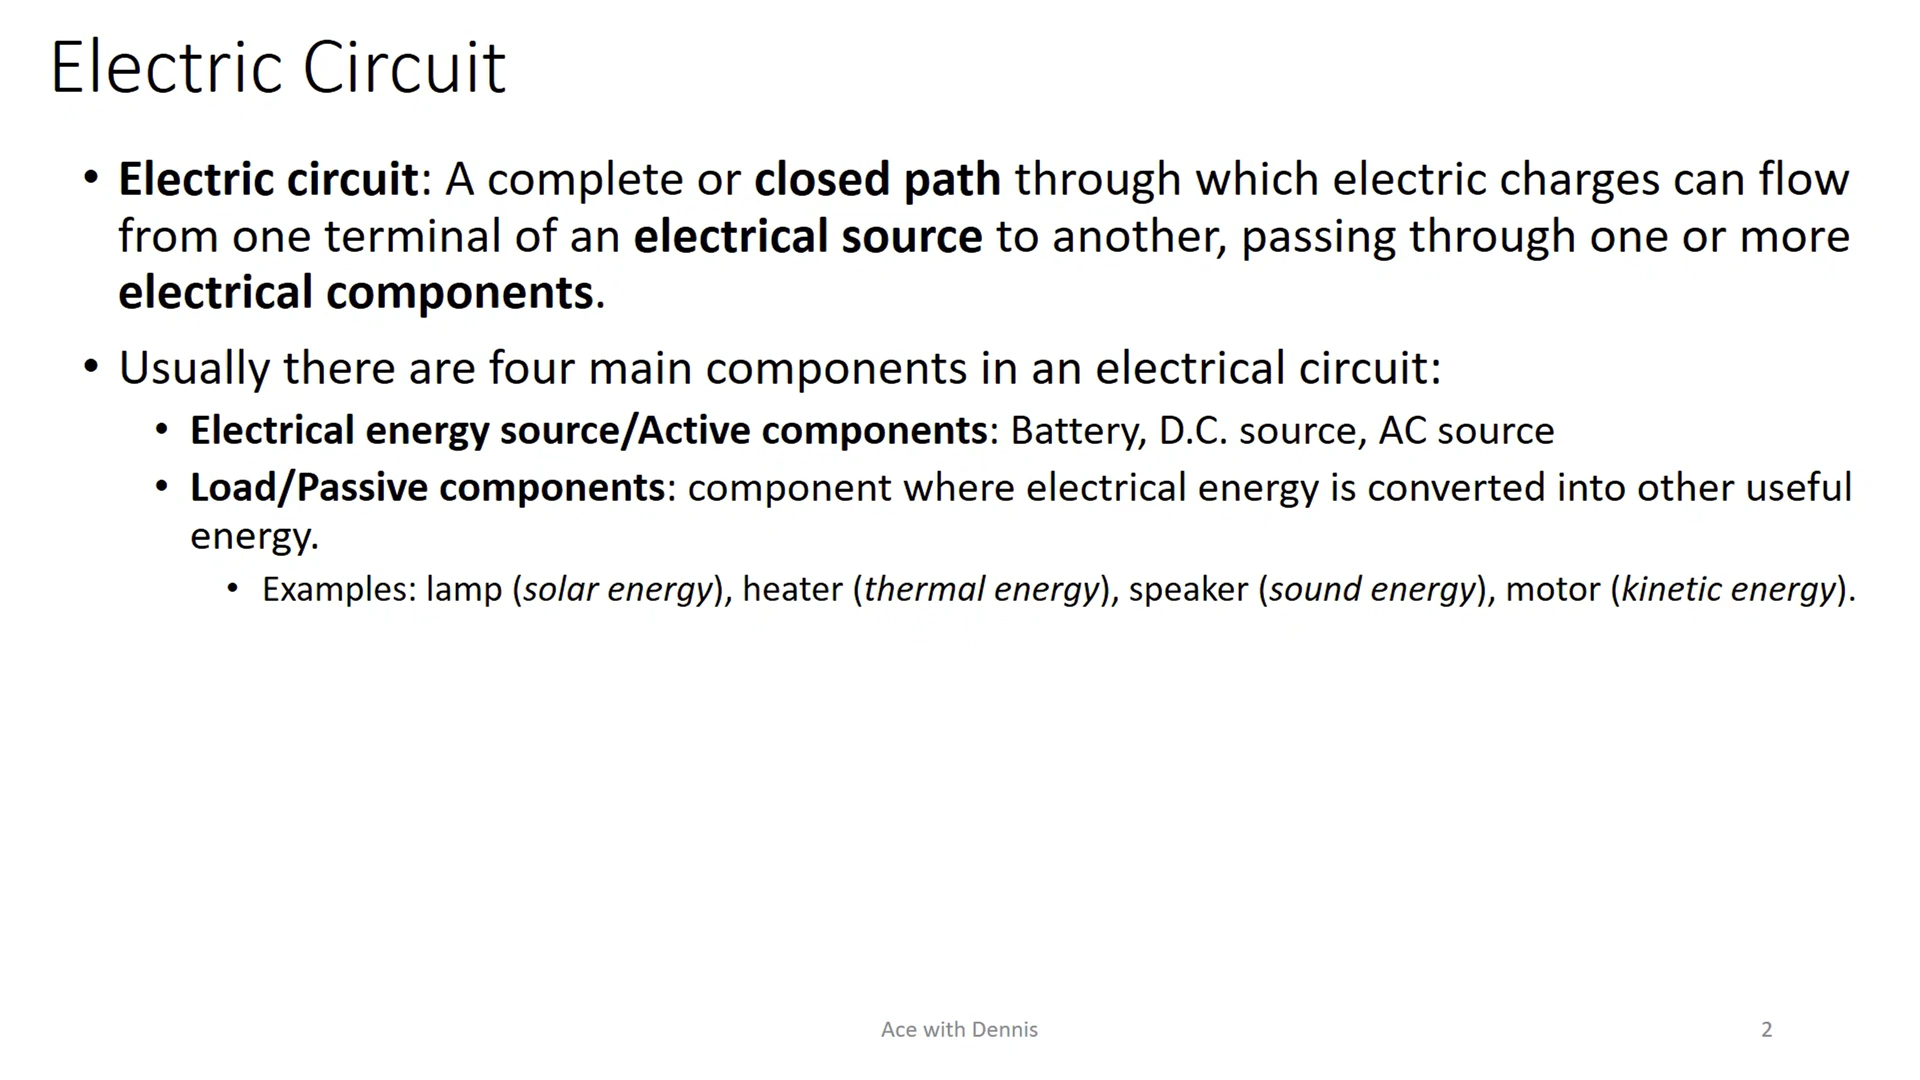 Electric Circuit
• Electric circuit: A complete or closed path through which electric charges can flow
from one terminal of an electrical source to another, passing through one or more
electrical components.
• Usually there are four main components in an electrical circuit:
• Electrical energy source/Active components: Battery, D.C. source, AC source
• Load/Passive components: component where electrical energy is converted into other useful
energy.
• Examples: lamp (solar energy), heater (thermal energy), speaker (sound energy), motor (kinetic energy).
Ace with Dennis
2